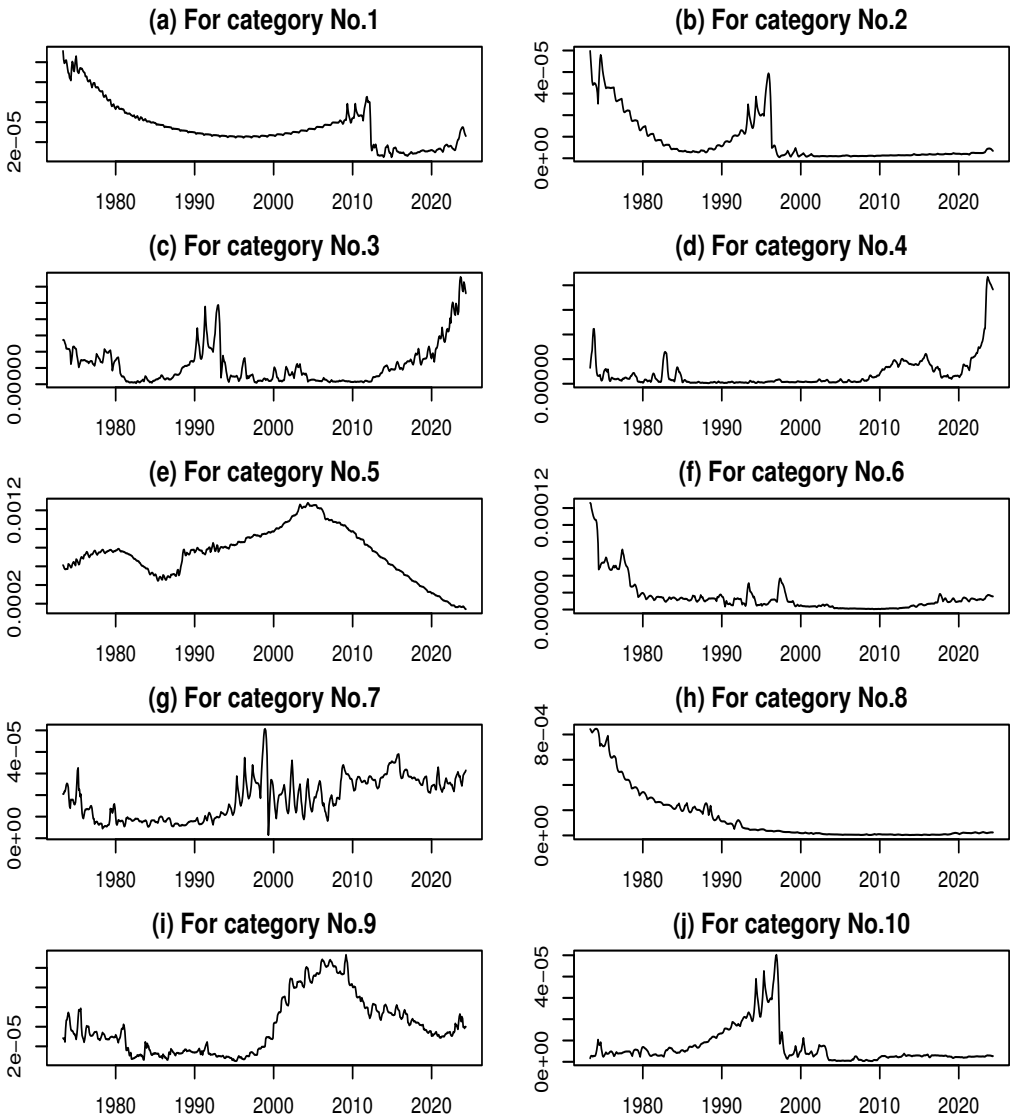 (a) For category No.1
2e−05
1980 1990 2000 2010 2020
(b) For category No.2
0e+00 4e−05
1980 1990 2000 2010 2020
(c) For category No.3
0.000000
1980 1990 2000 2010 2020
(d) For category No.4
0.00000
1980 1990 2000 2010 2020
(e) For category No.5
0.0002 0.0012
1980 1990 2000 2010 2020
(f) For category No.6
0.00000 0.00012
1980 1990 2000 2010 2020
(g) For category No.7
0e+00 4e−05
1980 1990 2000 2010 2020
(h) For category No.8
0e+00 8e−04
1980 1990 2000 2010 2020
(i) For category No.9
2e−05
1980 1990 2000 2010 2020
(j) For category No.10
0e+00 4e−05
1980 1990 2000 2010 2020